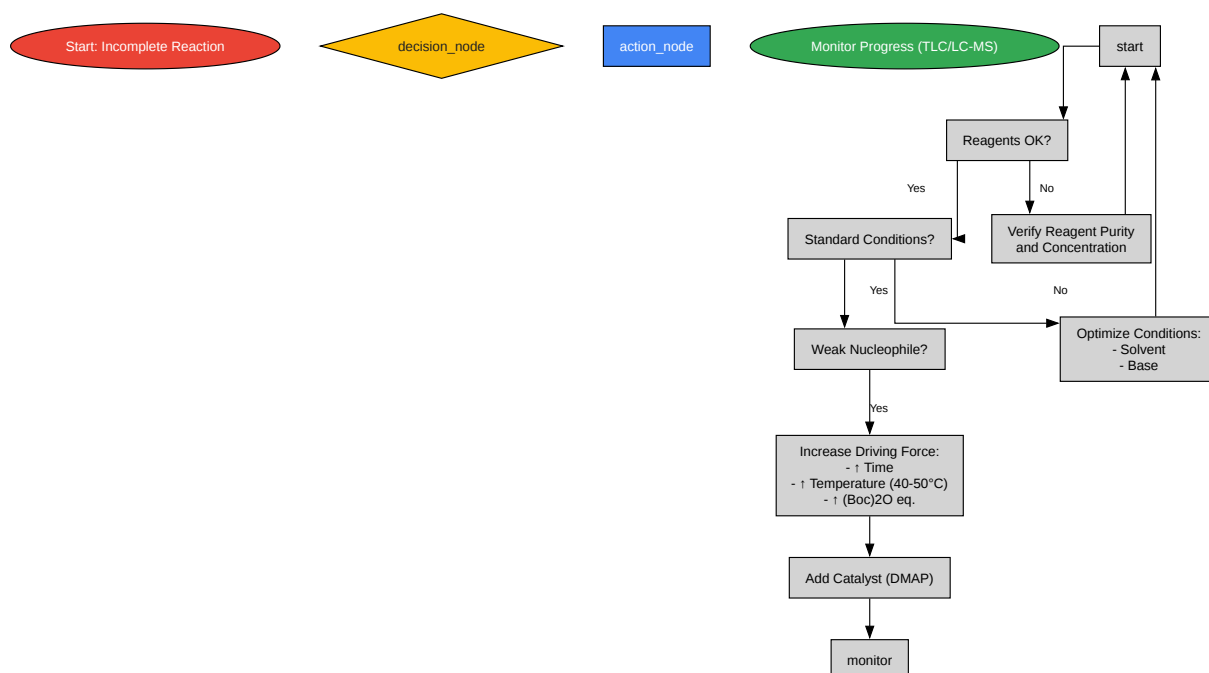 Start: Incomplete Reaction
decision_node
action_node
Monitor Progress (TLC/LC-MS)
start
Reagents OK?
Yes
No
Standard Conditions?
Verify Reagent Purity
and Concentration
Yes
No
Weak Nucleophile?
Optimize Conditions:
- Solvent
- Base
Yes
Increase Driving Force:
- ↑ Time
- ↑ Temperature (40-50°C)
- ↑ (Boc)2O eq.
Add Catalyst (DMAP)
monitor